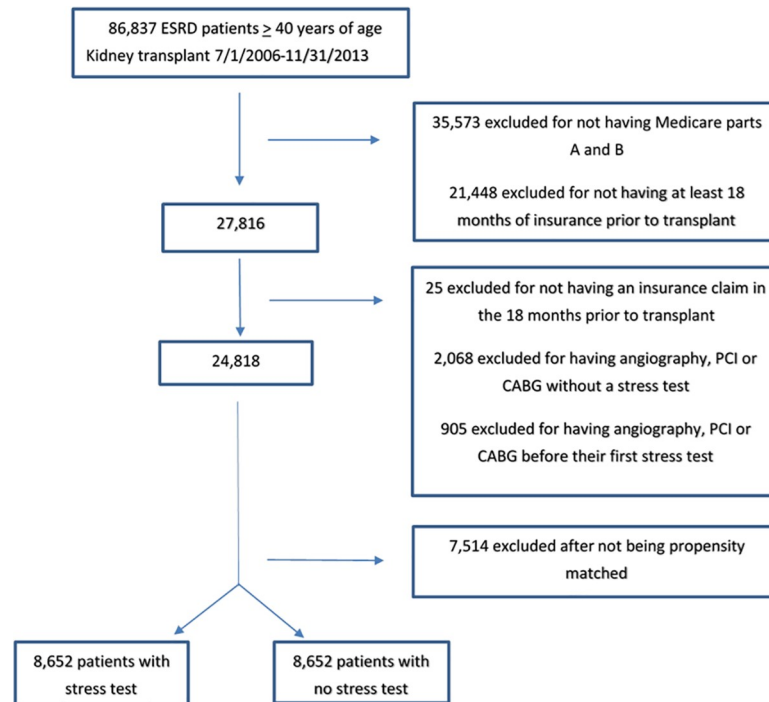 86,837 ESRD patients ≥ 40 years of age
Kidney transplant 7/1/2006-11/31/2013
35,573 excluded for not having Medicare parts
A and B
21,448 excluded for not having at least 18
months of insurance prior to transplant
27,816
25 excluded for not having an insurance claim in
the 18 months prior to transplant
2,068 excluded for having angiography, PCI or
CABG without a stress test
905 excluded for having angiography, PCI or
CABG before their first stress test
24,818
7,514 excluded after not being propensity
matched
8,652 patients with
stress test
8,652 patients with
no stress test